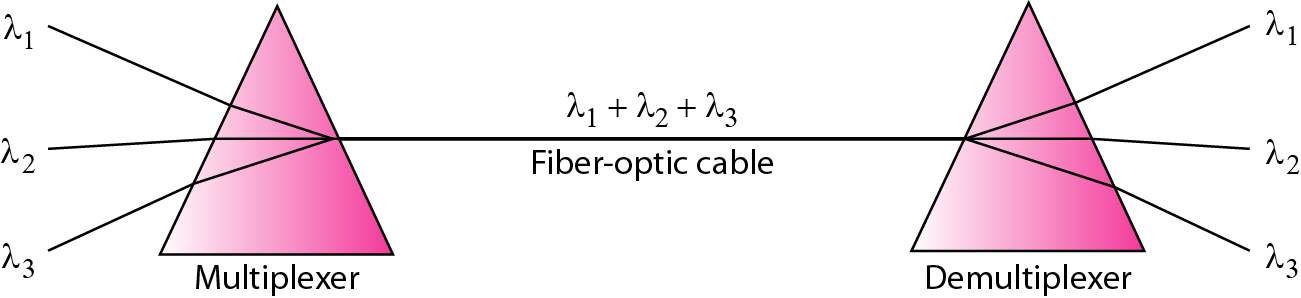 λ₁
λ₂
λ₃
Multiplexer
λ₁ + λ₂ + λ₃
Fiber-optic cable
λ₁
λ₂
λ₃
Demultiplexer